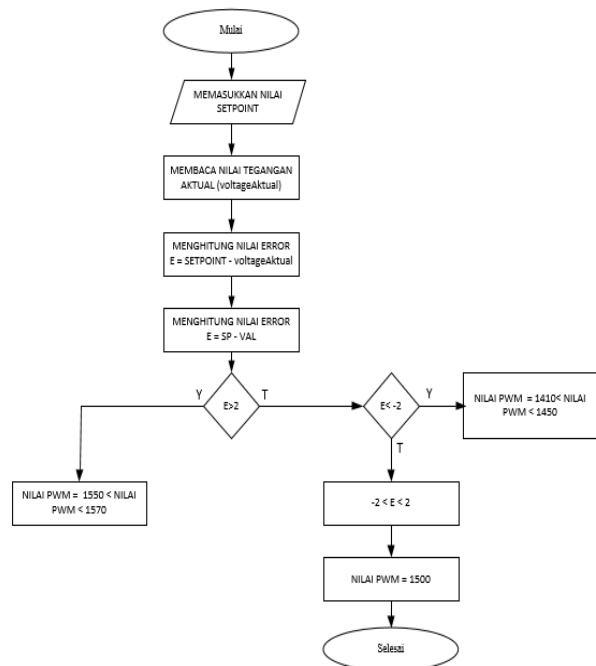 Mulai
MEMASUKKAN NILAI
SETPOINT
MEMBACA NILAI TEGANGAN
AKTUAL (voltageAktual)
MENGHITUNG NILAI ERROR
E = SETPOINT - voltageAktual
MENGHITUNG NILAI ERROR
E = SP - VAL
Y
E>2
T
E< -2
Y
NILAI PWM = 1410< NILAI
PWM < 1450
T
NILAI PWM = 1550 < NILAI
PWM < 1570
-2 < E < 2
NILAI PWM = 1500
Selesai